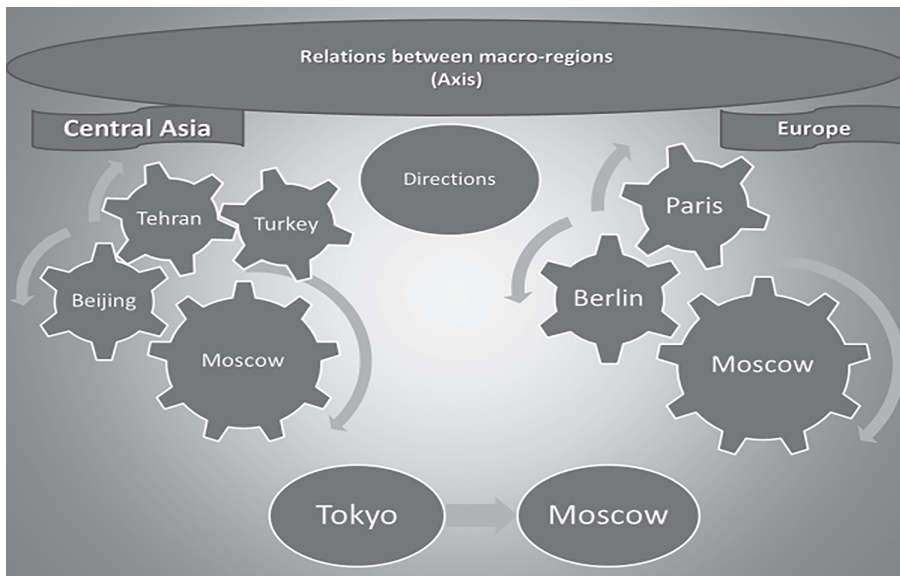 Relations between macro-regions
(Axis)
Central Asia
Europe
Directions
Tehran
Turkey
Beijing
Moscow
Paris
Berlin
Moscow
Tokyo
Moscow